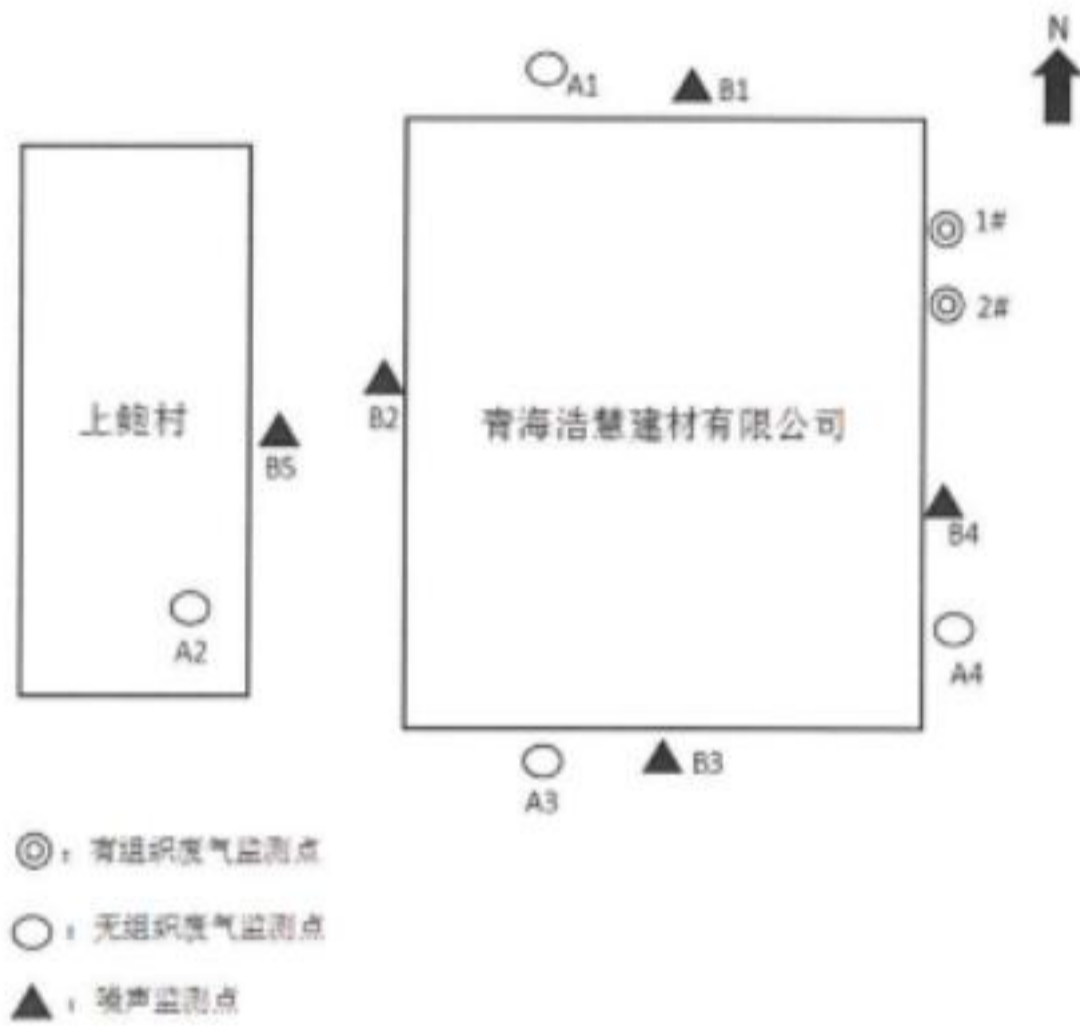 N
A1
B1
1#
2#
B2
上鲍村
青海浩慧建材有限公司
B5
B4
A2
A4
B3
A3
：有组织废气监测点
：无组织废气监测点
：噪声监测点